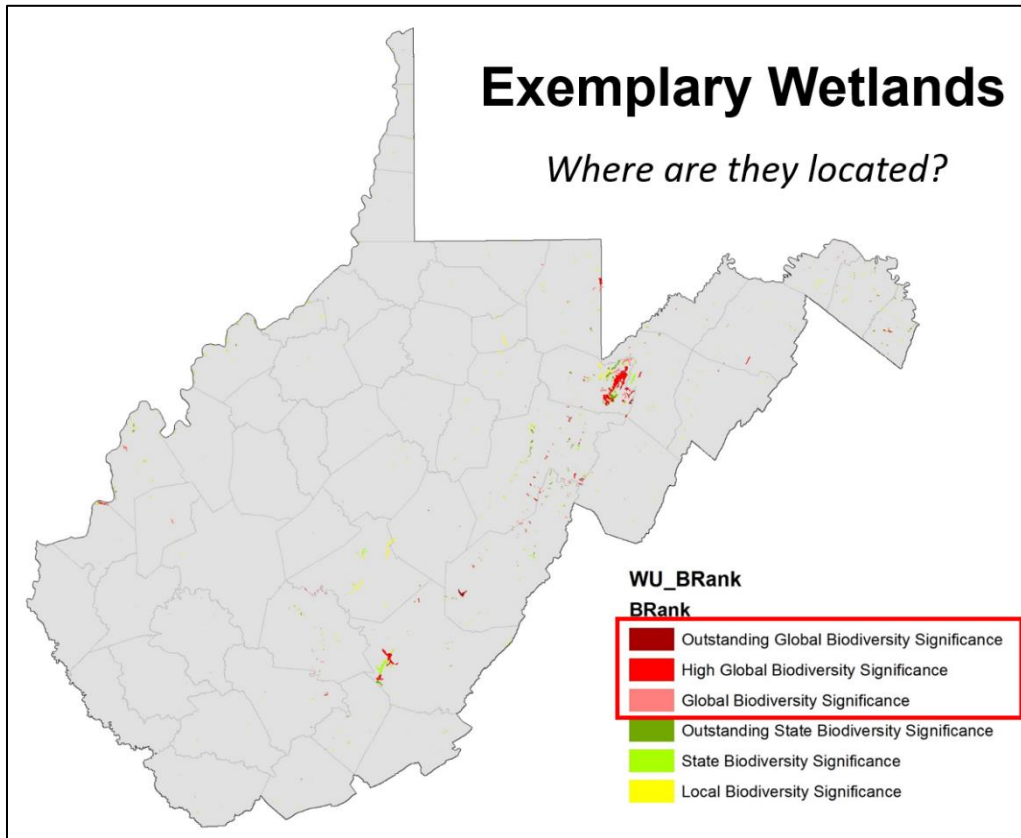 Exemplary Wetlands
Where are they located?
WU_BRank
BRank
Outstanding Global Biodiversity Significance
High Global Biodiversity Significance
Global Biodiversity Significance
Outstanding State Biodiversity Significance
State Biodiversity Significance
Local Biodiversity Significance